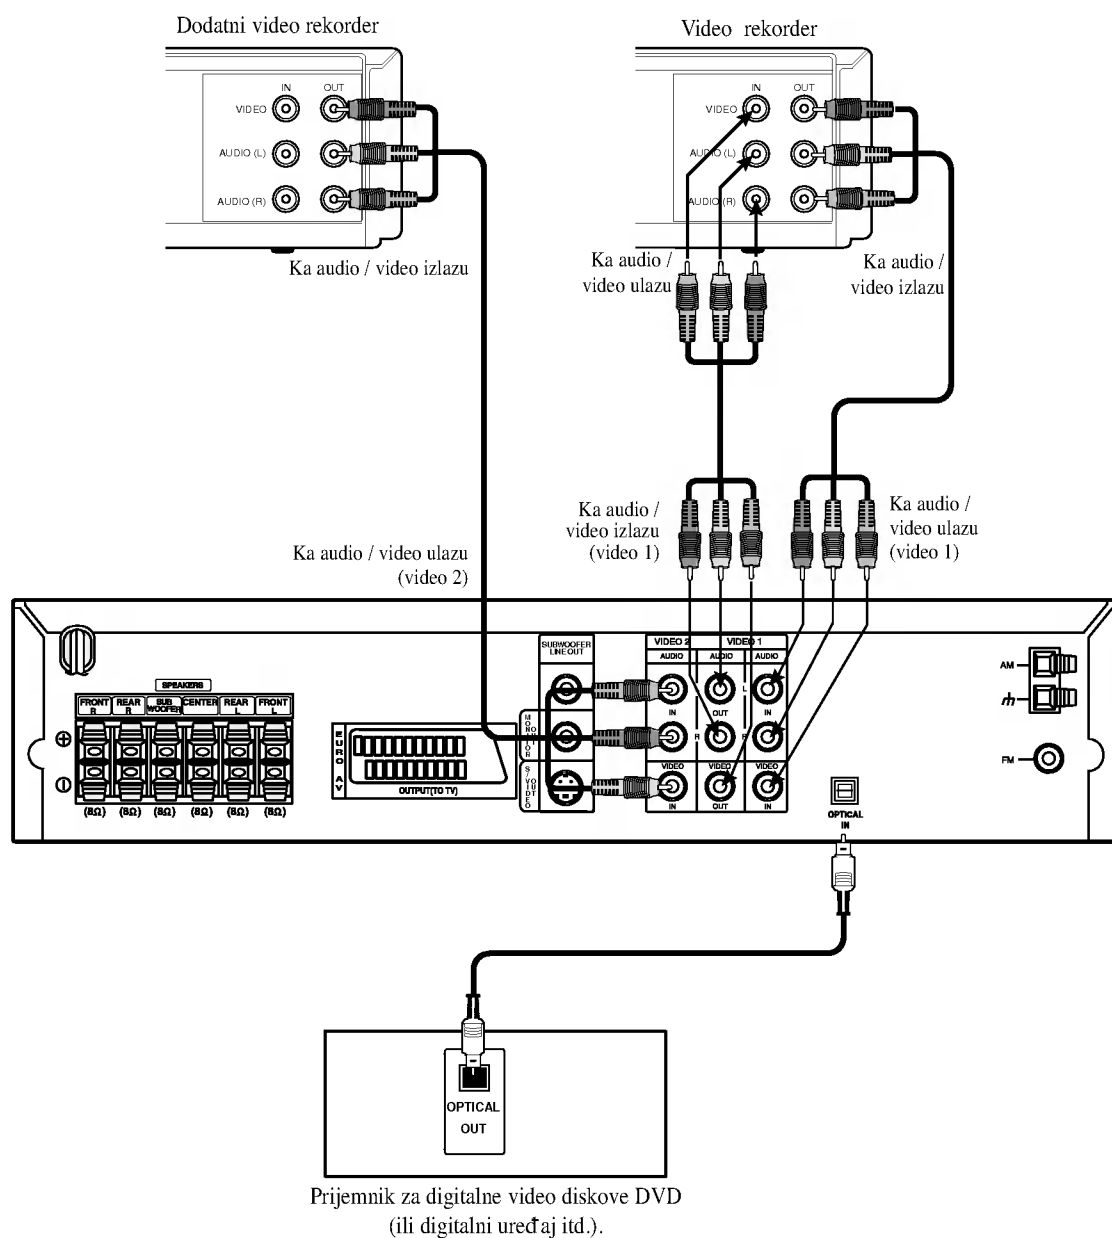 Dodatni video rekorder
Video rekorder
IN
OUT
VIDEO
AUDIO (L)
AUDIO (R)
IN
OUT
VIDEO
AUDIO (L)
AUDIO (R)
Ka audio / video izlazu
Ka audio /
video ulazu
Ka audio /
video izlazu
Ka audio / video ulazu
(video 2)
Ka audio /
video izlazu
(video 1)
Ka audio /
video ulazu
(video 1)
SPEAKERS
FRONT
R
REAR
R
SUB
WOOFER
CENTER
REAR
L
FRONT
L
(8Ω)
(8Ω)
(8Ω)
(8Ω)
(8Ω)
(8Ω)
EURO AV
OUTPUT(TO TV)
SUBWOOFER
LINE OUT
MONITOR
OUT
S/VIDEO
OUT
VIDEO 2
VIDEO 1
AUDIO
AUDIO
AUDIO
L
IN
OUT
IN
R
R
VIDEO
VIDEO
VIDEO
IN
OUT
IN
AM
FM
OPTICAL
IN
OPTICAL
OUT
Prijemnik za digitalne video diskove DVD
(ili digitalni uređaj itd.).